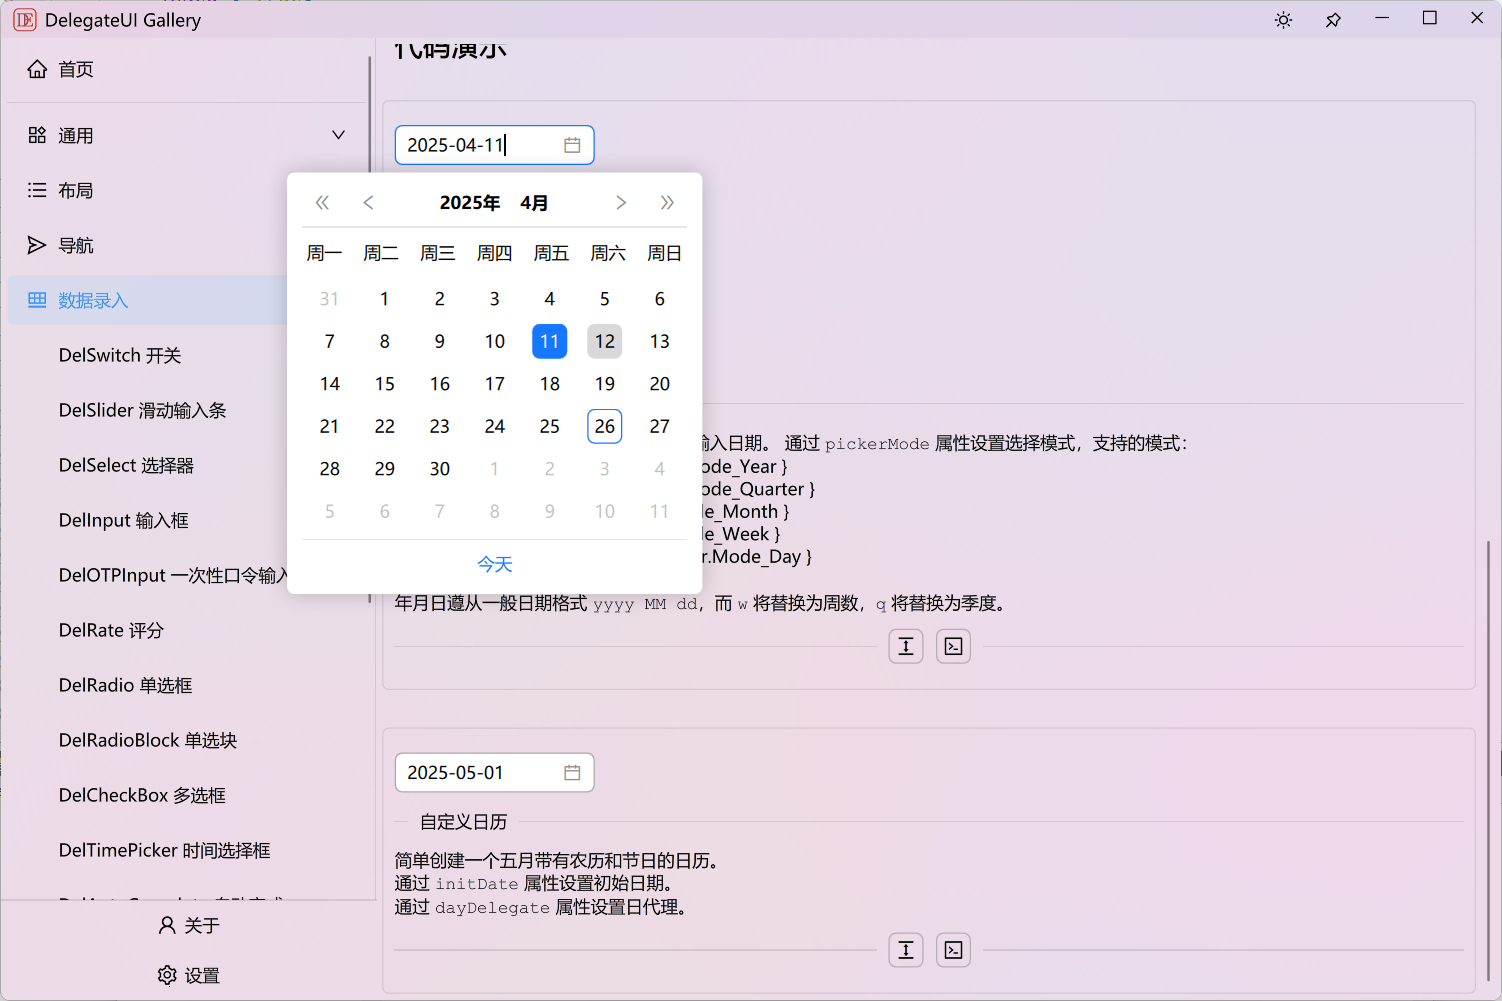 DelegateUI Gallery
首页
通用
布局
导航
数据录入
DelSwitch 开关
DelSlider 滑动输入条
DelSelect 选择器
DelInput 输入框
DelOTPInput 一次性口令输入
DelRate 评分
DelRadio 单选框
DelRadioBlock 单选块
DelCheckBox 多选框
DelTimePicker 时间选择框
关于
设置
代码演示
2025-04-11
2025年 4月
周一 周二 周三 周四 周五 周六 周日
31 1 2 3 4 5 6
7 8 9 10 11 12 13
14 15 16 17 18 19 20
21 22 23 24 25 26 27
28 29 30 1 2 3 4
5 6 7 8 9 10 11
今天
输入日期。 通过 pickerMode 属性设置选择模式，支持的模式：
ode_Year }
ode_Quarter }
le_Month }
le_Week }
r.Mode_Day }
年月日遵从一般日期格式 yyyy MM dd，而 w 将替换为周数，q 将替换为季度。
2025-05-01
自定义日历
简单创建一个五月带有农历和节日的日历。
通过 initDate 属性设置初始日期。
通过 dayDelegate 属性设置日代理。